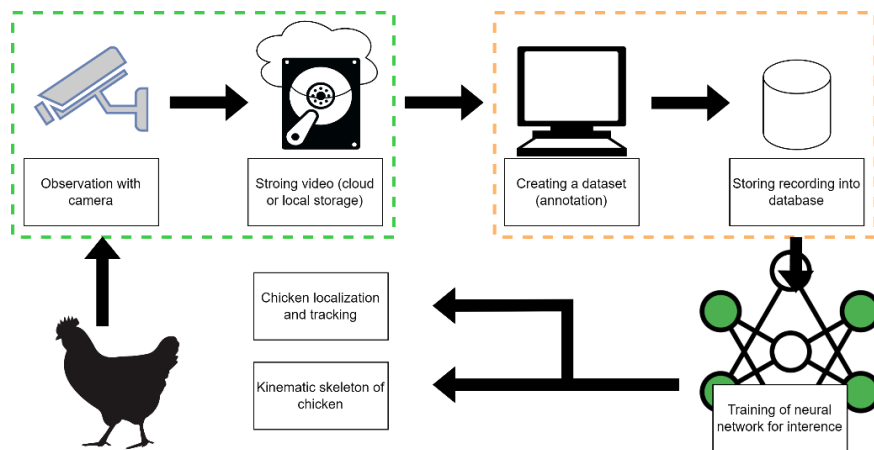 Observation with
camera
Stroing video (cloud
or local storage)
Creating a dataset
(annotation)
Storing recording into
database
Chicken localization
and tracking
Kinematic skeleton of
chicken
Training of neural
network for interence